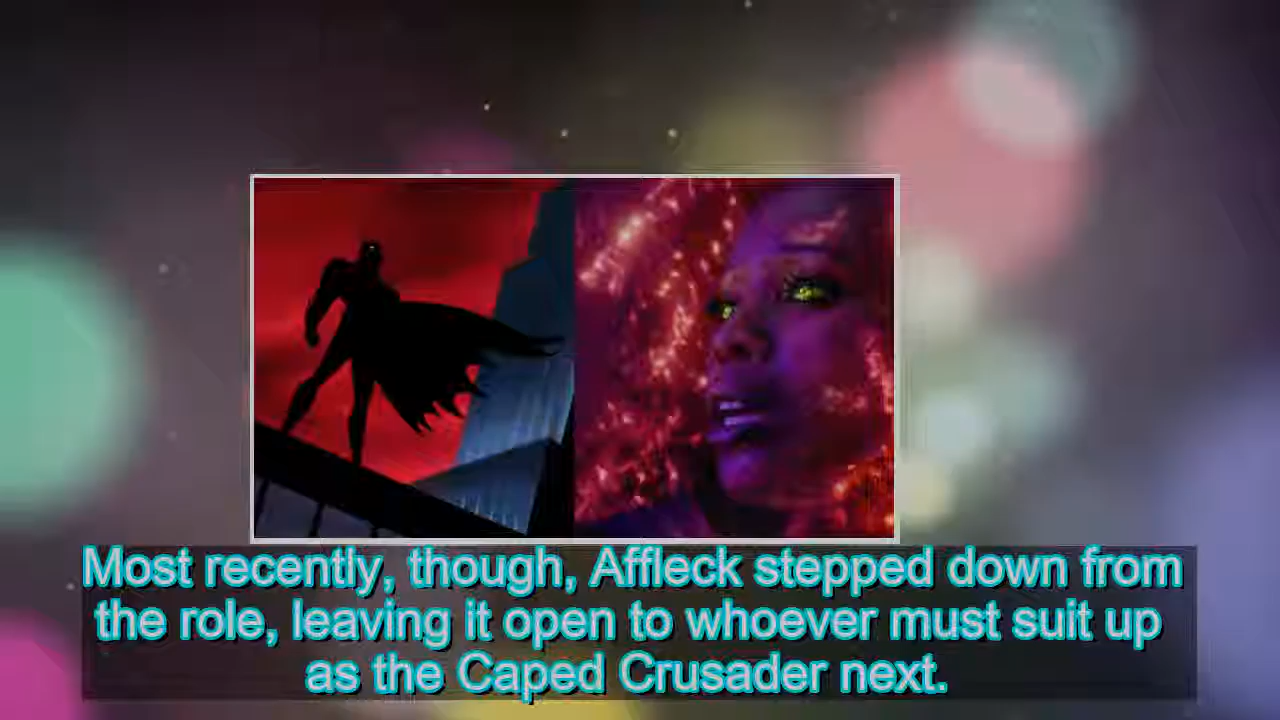 Most recently, though, Affleck stepped down from
the role, leaving it open to whoever must suit up
as the Caped Crusader next.